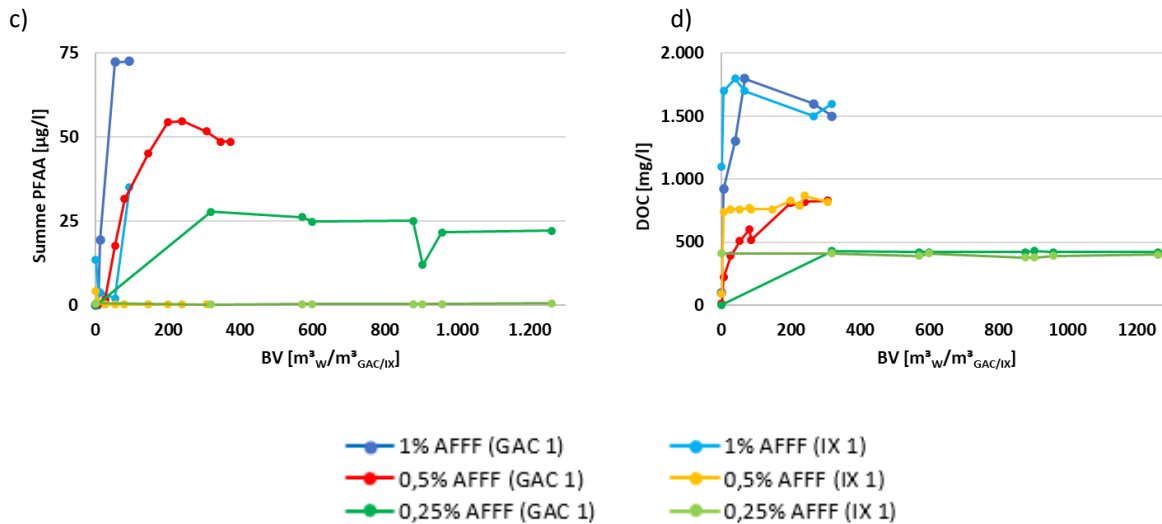 c)
75
50
25
0
Summe PFAA [µg/l]
0 200 400 600 800 1.000 1.200
BV [m³W/m³GAC/IX]
d)
2.000
1.500
1.000
500
0
DOC [mg/l]
0 200 400 600 800 1000 1200
BV [m³W/m³GAC/IX]
1% AFFF (GAC 1) 1% AFFF (IX 1)
0,5% AFFF (GAC 1) 0,5% AFFF (IX 1)
0,25% AFFF (GAC 1) 0,25% AFFF (IX 1)